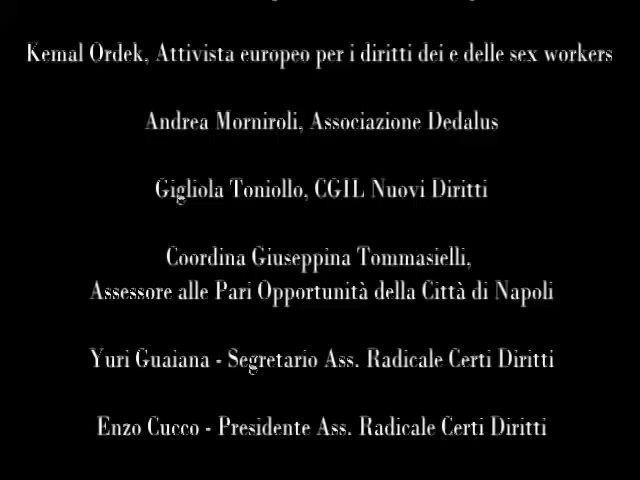 Kemal Ordek, Attivista europeo per i diritti dei e delle sex workers
Andrea Morniroli, Associazione Dedalus
Gigliola Toniollo, CGIL Nuovi Diritti
Coordina Giuseppina Tommasielli,
Assessore alle Pari Opportunità della Città di Napoli
Yuri Guaiana - Segretario Ass. Radicale Certi Diritti
Enzo Cucco - Presidente Ass. Radicale Certi Diritti